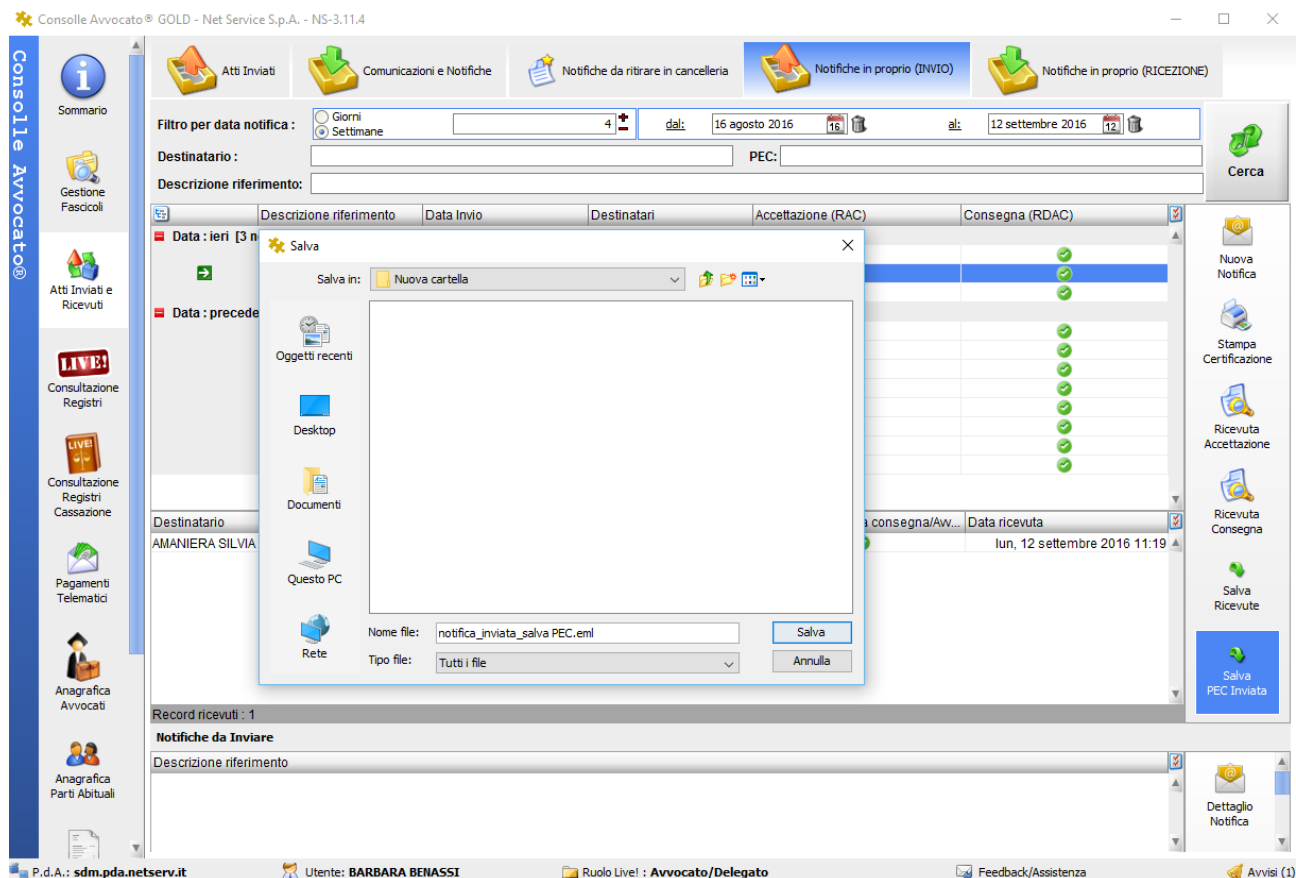 Consolle Avvocato® GOLD - Net Service S.p.A. - NS-3.11.4
Consolle Avvocato®
Sommario
Gestione
Fascicoli
Atti Inviati e
Ricevuti
LIVE!
Consultazione
Registri
LIVE!
Consultazione
Registri
Cassazione
Pagamenti
Telematici
Anagrafica
Avvocati
Anagrafica
Parti Abituali
Atti Inviati
Comunicazioni e Notifiche
Notifiche da ritirare in cancelleria
Notifiche in proprio (INVIO)
Notifiche in proprio (RICEZIONE)
Filtro per data notifica :
Giorni
Settimane
4
dal:
16 agosto 2016
16
al:
12 settembre 2016
12
Destinatario :
PEC:
Descrizione riferimento:
Cerca
Descrizione riferimento
Data Invio
Destinatari
Accettazione (RAC)
Consegna (RDAC)
Data : ieri [3 n
Data : precede
Salva
Salva in:
Nuova cartella
Oggetti recenti
Desktop
Documenti
Questo PC
Rete
Nome file:
notifica_inviata_salva PEC.eml
Salva
Tipo file:
Tutti i file
Annulla
Destinatario
a consegna/Avv...
Data ricevuta
AMANIERA SILVIA
lun, 12 settembre 2016 11:19
Record ricevuti : 1
Notifiche da Inviare
Descrizione riferimento
Nuova
Notifica
Stampa
Certificazione
Ricevuta
Accettazione
Ricevuta
Consegna
Salva
Ricevute
Salva
PEC Inviata
Dettaglio
Notifica
P.d.A.: sdm.pda.netserv.it
Utente: BARBARA BENASSI
Ruolo Live! : Avvocato/Delegato
Feedback/Assistenza
Avvisi (1)